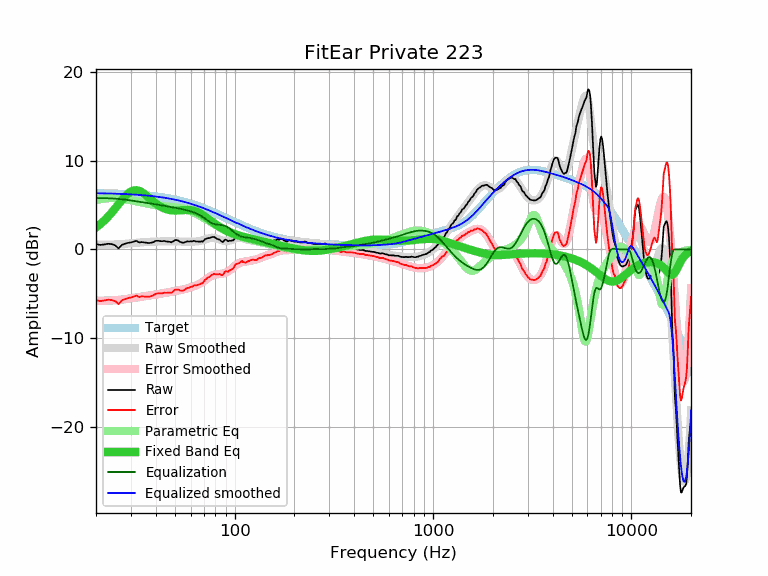 FitEar Private 223
Amplitude (dBr)
20
10
0
−10
−20
Target
Raw Smoothed
Error Smoothed
Raw
Error
Parametric Eq
Fixed Band Eq
Equalization
Equalized smoothed
100
1000
10000
Frequency (Hz)